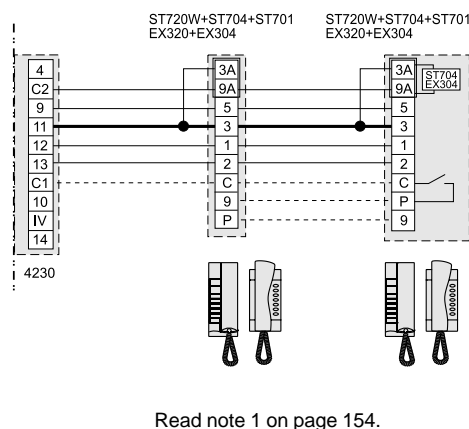 ST720W+ST704+ST701
EX320+EX304
ST720W+ST704+ST701
EX320+EX304
4
C2
9
11
12
13
C1
10
IV
14
4230
3A
9A
5
3
1
2
C
9
P
3A
9A
5
3
1
2
C
P
9
ST704
EX304
Read note 1 on page 154.